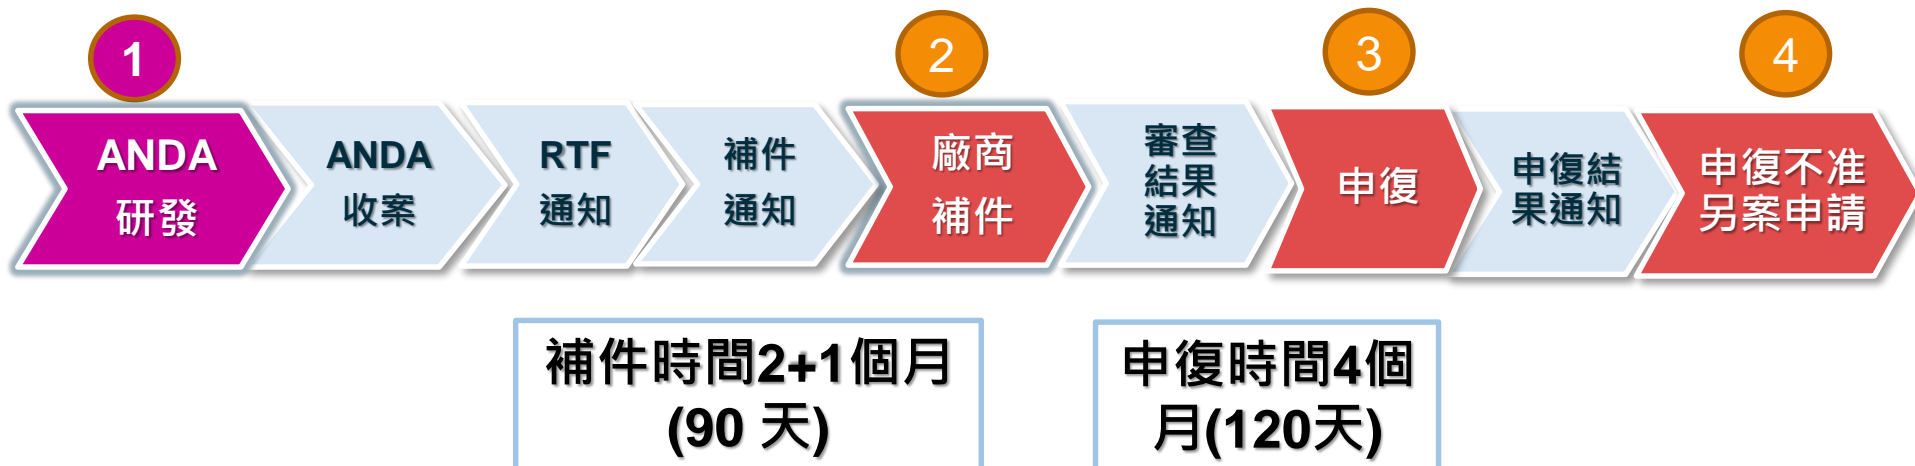 1
2
3
4
ANDA
研發
ANDA
收案
RTF
通知
補件
通知
廠商
補件
審查
結果
通知
申復
申復結
果通知
申復不准
另案申請
補件時間2+1個月
(90 天)
申復時間4個
月(120天)